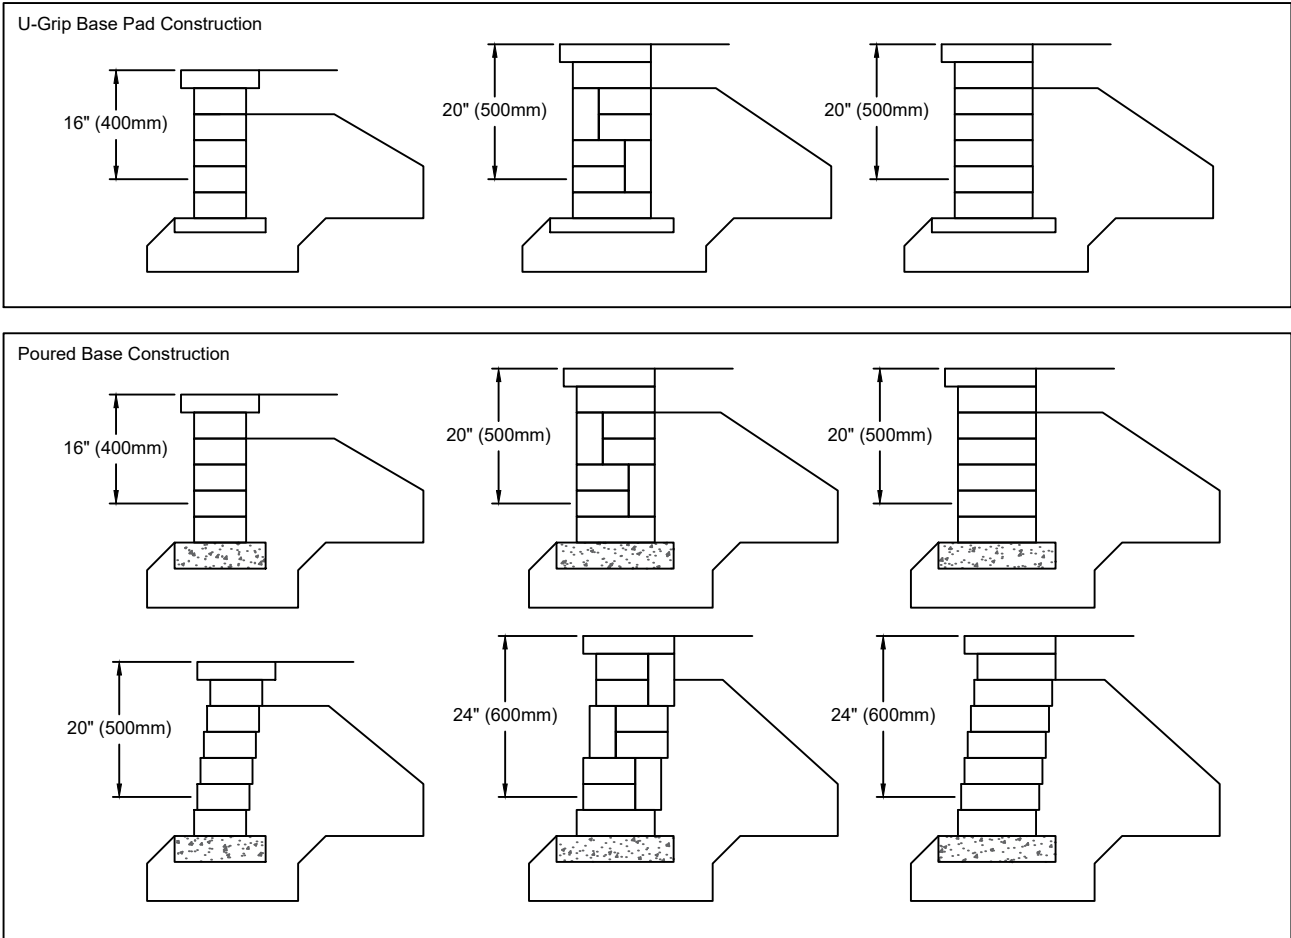 U-Grip Base Pad Construction
16" (400mm)
20" (500mm)
20" (500mm)
Poured Base Construction
16" (400mm)
20" (500mm)
20" (500mm)
20" (500mm)
24" (600mm)
24" (600mm)